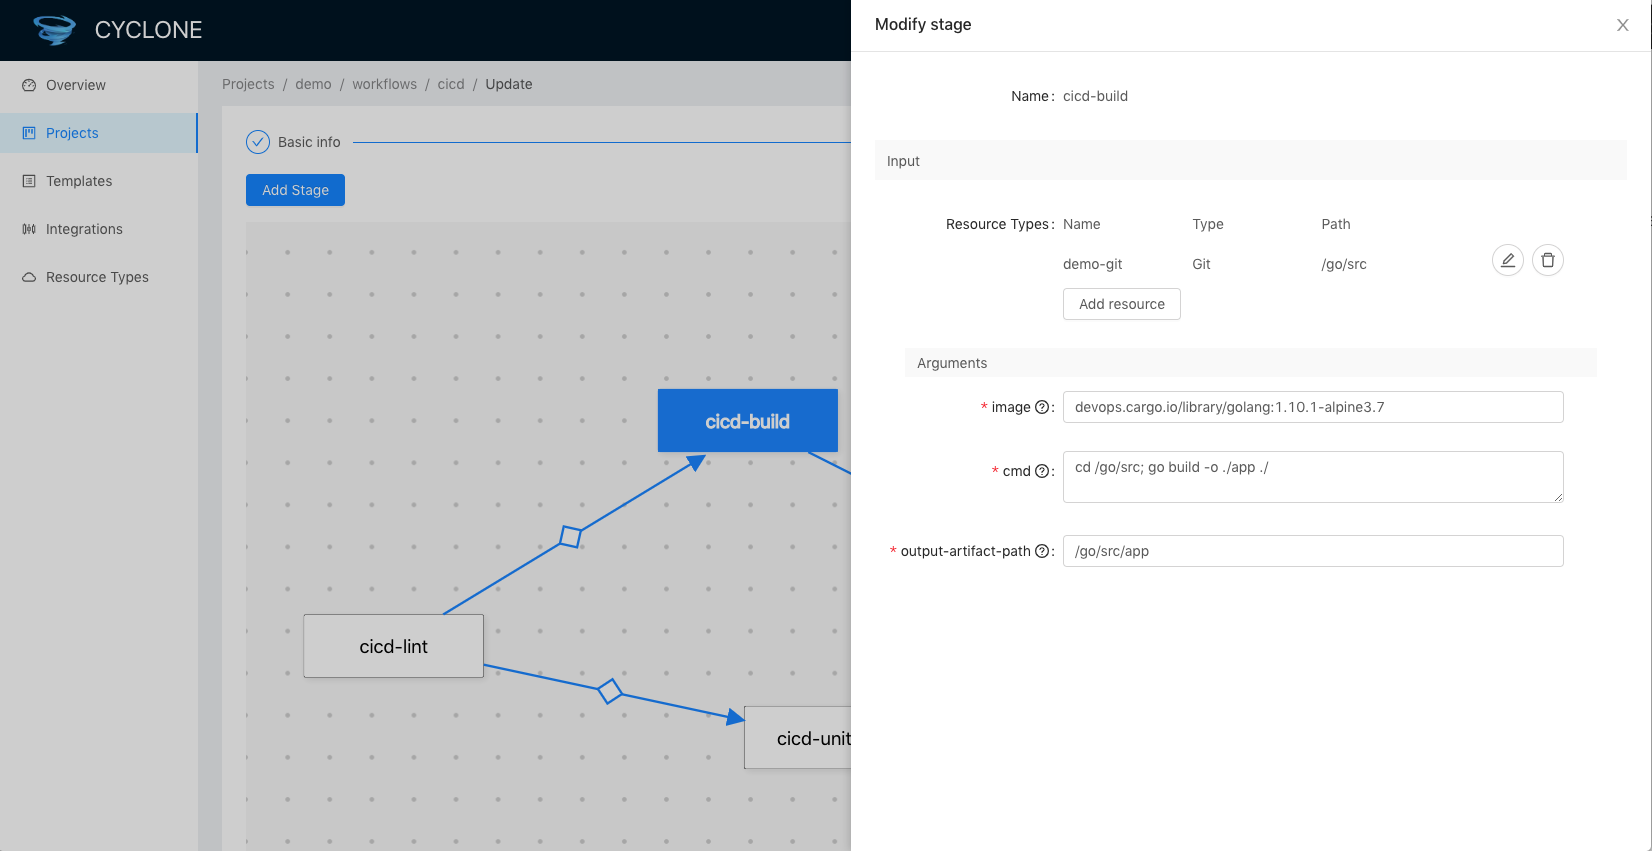 CYCLONE
Overview
Projects
Templates
Integrations
Resource Types
Projects / demo / workflows / cicd / Update
Basic info
Add Stage
cicd-build
cicd-lint
cicd-unit
Modify stage
Name : cicd-build
Input
Resource Types : Name Type Path
demo-git Git /go/src
Add resource
Arguments
* image ? : devops.cargo.io/library/golang:1.10.1-alpine3.7
* cmd ? : cd /go/src; go build -o ./app ./
* output-artifact-path ? : /go/src/app